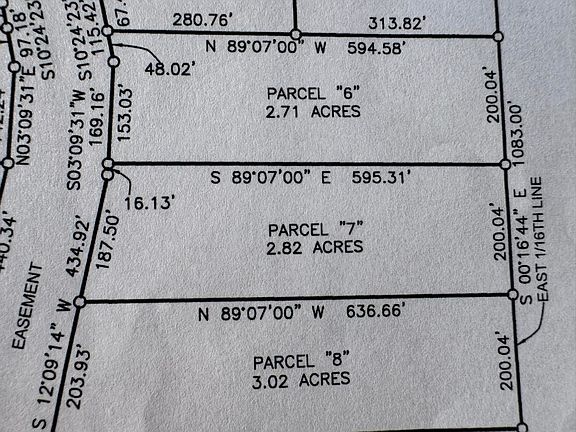 280.76'
313.82'
N 89°07'00" W 594.58'
67.
115.42'
S10°24'23"
S10°24'23"
97.18'
N03°09'31"E
48.02'
PARCEL "6"
2.71 ACRES
200.04'
1083.00'
S03°09'31"W
169.16'
153.03'
S 89°07'00" E 595.31'
16.13'
PARCEL "7"
2.82 ACRES
434.92'
187.50'
200.04'
S 00°16'44" E
EAST 1/16TH LINE
N 89°07'00" W 636.66'
EASEMENT
PARCEL "8"
3.02 ACRES
S 12°09'14" W
203.93'
200.04'